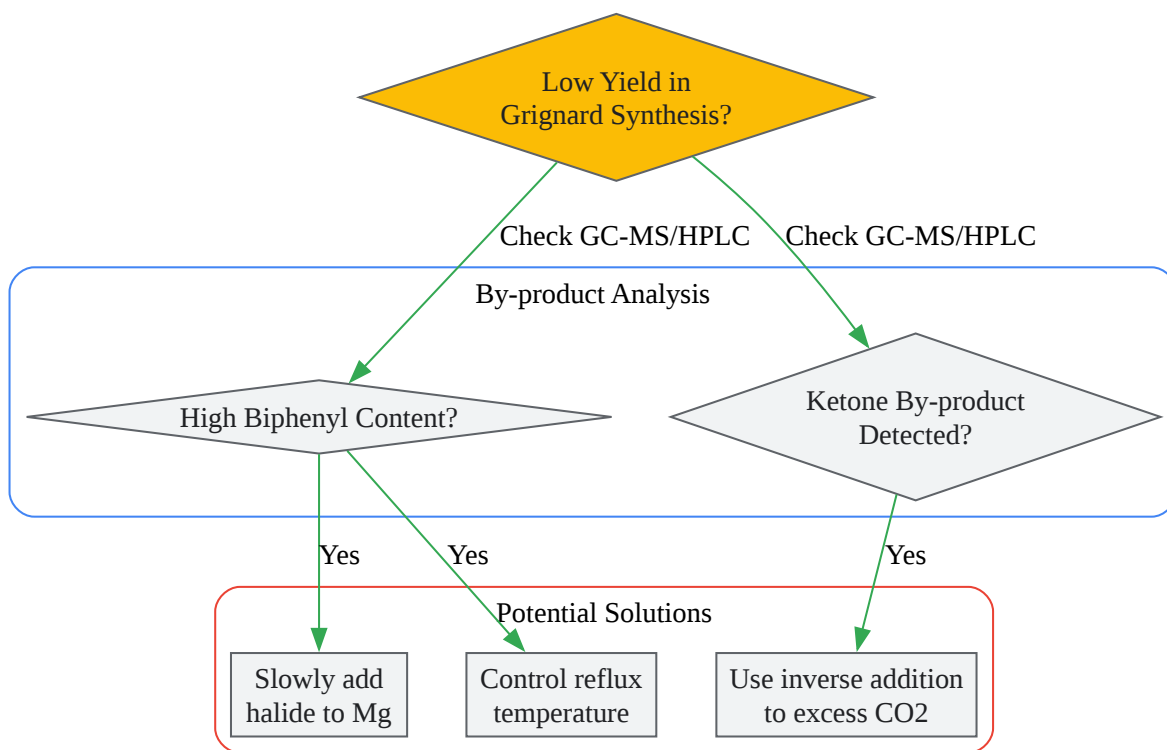 Low Yield in
Grignard Synthesis?
Check GC-MS/HPLC
Check GC-MS/HPLC
By-product Analysis
High Biphenyl Content?
Ketone By-product
Detected?
Yes
Yes
Yes
Potential Solutions
Slowly add
halide to Mg
Control reflux
temperature
Use inverse addition
to excess CO2